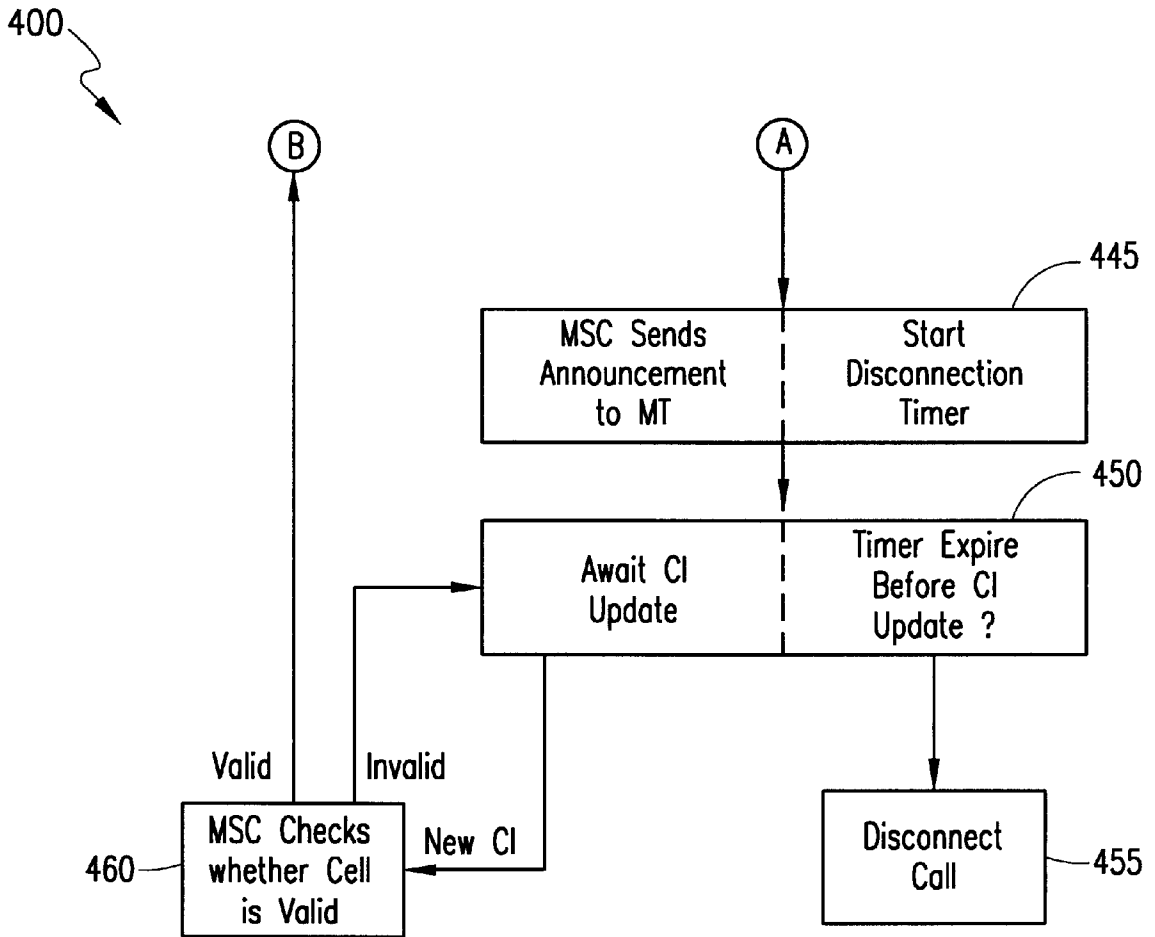 400
B
A
445
MSC Sends
Announcement
to MT
Start
Disconnection
Timer
450
Await CI
Update
Timer Expire
Before CI
Update ?
Valid
Invalid
New CI
460
MSC Checks
whether Cell
is Valid
Disconnect
Call
455